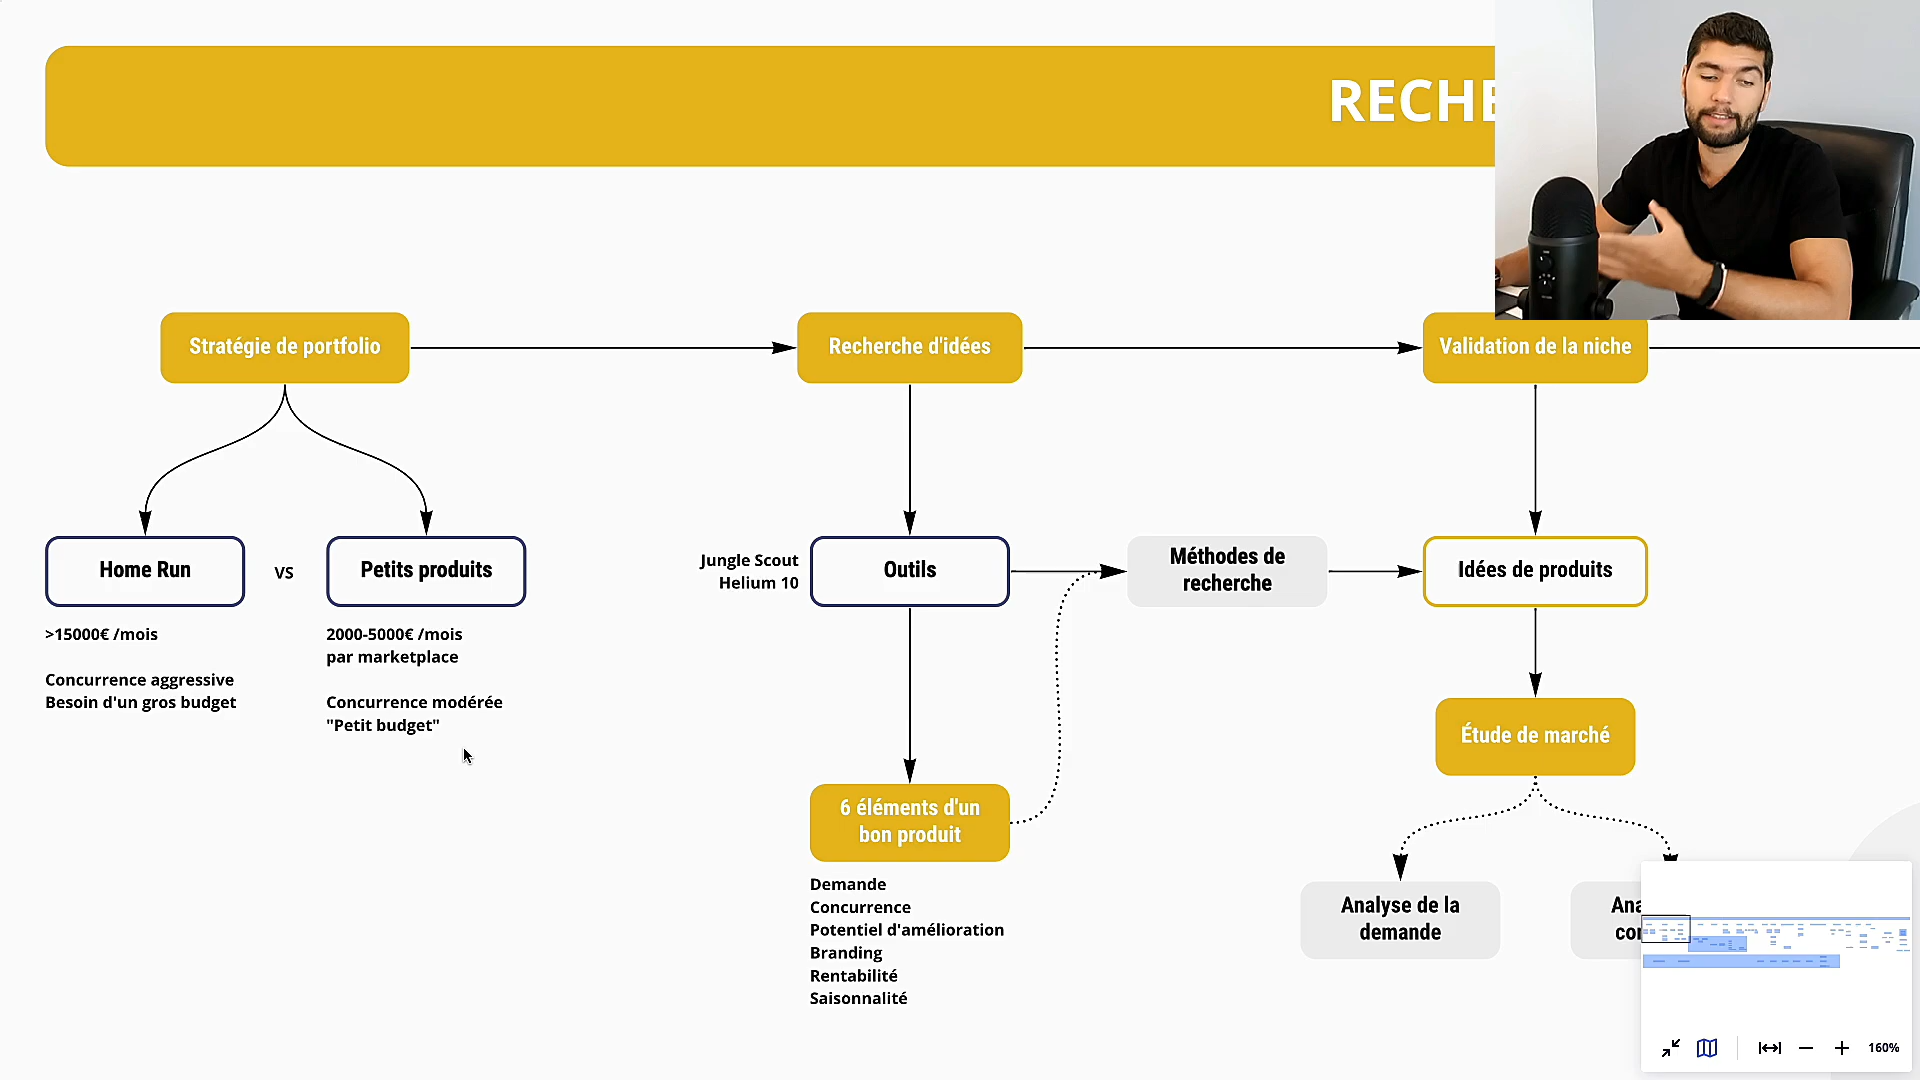 Stratégie de portfolio
Recherche d'idées
Validation de la niche
Home Run
VS
Petits produits
>15000€ /mois
Concurrence aggressive
Besoin d'un gros budget
2000-5000€ /mois
par marketplace
Concurrence modérée
"Petit budget"
Jungle Scout
Helium 10
Outils
Méthodes de
recherche
Idées de produits
6 éléments d'un
bon produit
Demande
Concurrence
Potentiel d'amélioration
Branding
Rentabilité
Saisonnalité
Étude de marché
Analyse de la
demande
160%